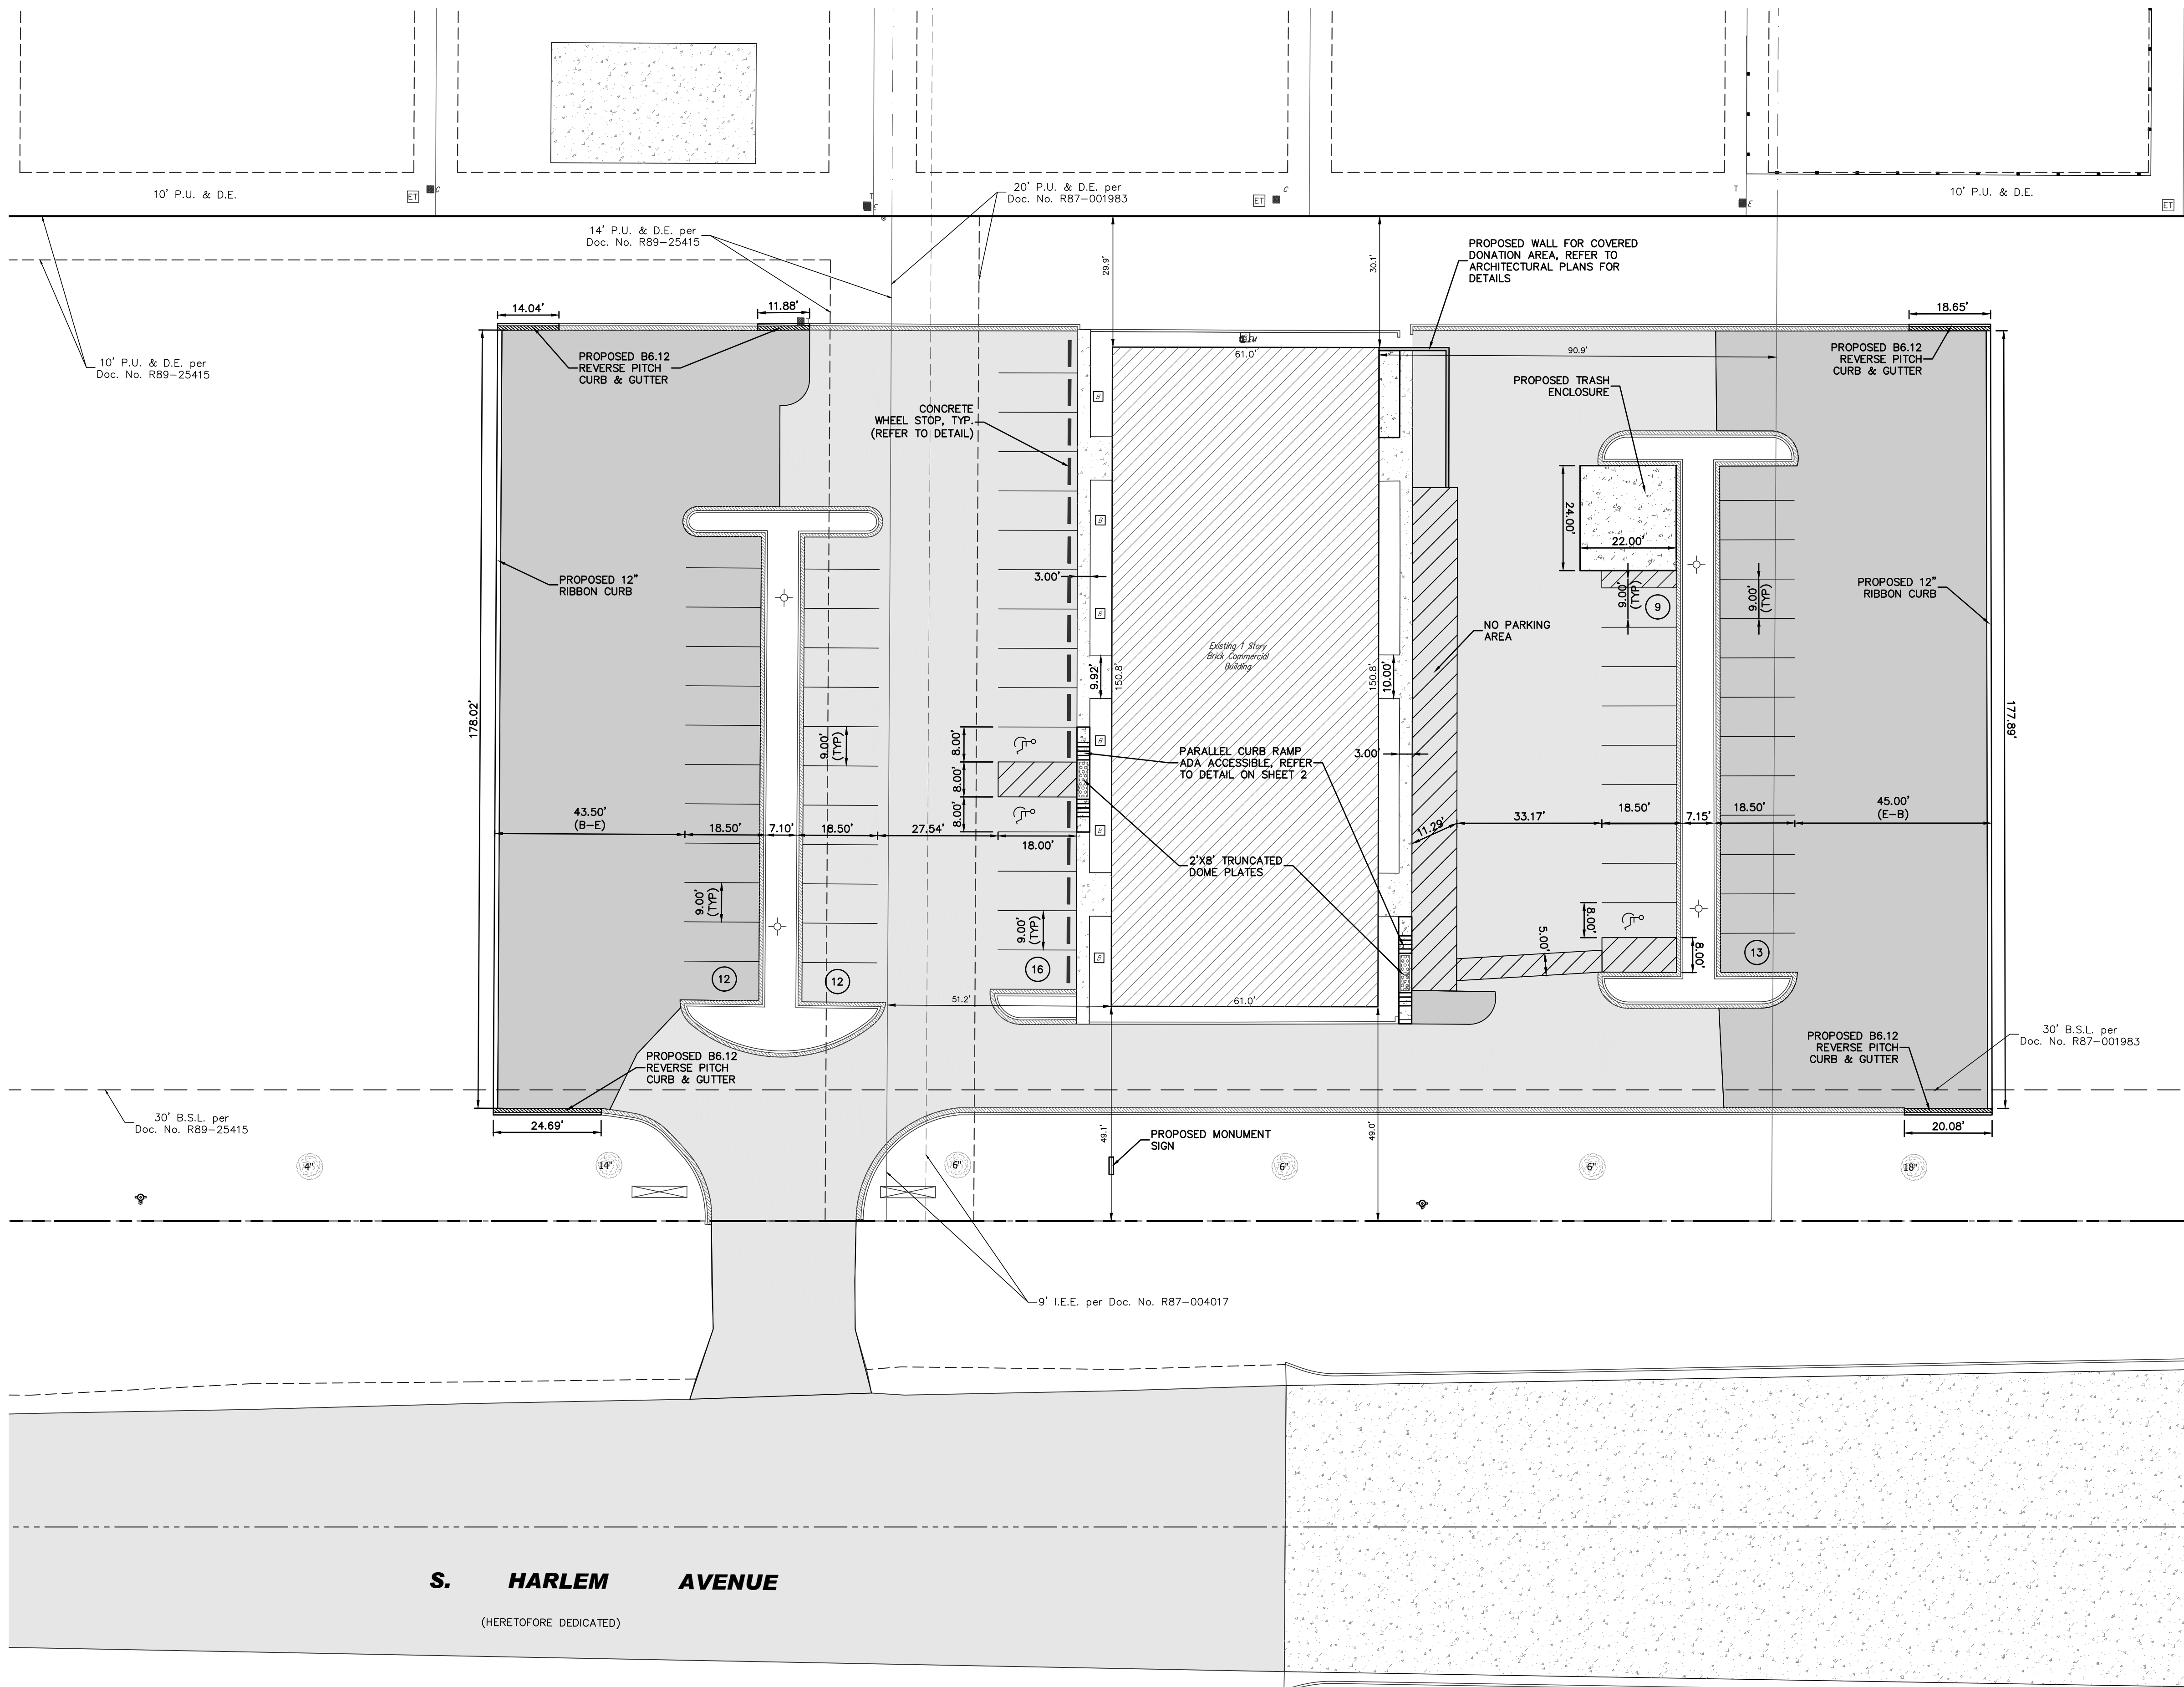 10' P.U. & D.E.
ET
C
T
E
20' P.U. & D.E. per
Doc. No. R87-001983
ET
C
T
E
10' P.U. & D.E.
ET
14' P.U. & D.E. per
Doc. No. R89-25415
29.9'
30.1'
PROPOSED WALL FOR COVERED
DONATION AREA, REFER TO
ARCHITECTURAL PLANS FOR
DETAILS
14.04'
11.88'
18.65'
10' P.U. & D.E. per
Doc. No. R89-25415
PROPOSED B6.12
REVERSE PITCH
CURB & GUTTER
61.0'
90.9'
PROPOSED B6.12
REVERSE PITCH
CURB & GUTTER
PROPOSED TRASH
ENCLOSURE
CONCRETE
WHEEL STOP, TYP.
(REFER TO DETAIL)
24.00'
22.00'
PROPOSED 12"
RIBBON CURB
3.00'
9.00'
(TYP)
9
9.00'
(TYP)
PROPOSED 12"
RIBBON CURB
NO PARKING
AREA
Existing 1 Story
Brick Commercial
Building
9.92'
150.8'
150.8'
10.00'
178.02'
177.89'
9.00'
(TYP)
8.00'
8.00'
8.00'
PARALLEL CURB RAMP
ADA ACCESSIBLE, REFER
TO DETAIL ON SHEET 2
3.00'
43.50'
(B-E)
18.50'
7.10'
18.50'
27.54'
18.00'
11.29'
33.17'
18.50'
7.15'
18.50'
45.00'
(E-B)
2'X8' TRUNCATED
DOME PLATES
9.00'
(TYP)
9.00'
(TYP)
8.00'
5.00'
8.00'
12
12
16
13
51.2'
61.0'
PROPOSED B6.12
REVERSE PITCH
CURB & GUTTER
PROPOSED B6.12
REVERSE PITCH
CURB & GUTTER
30' B.S.L. per
Doc. No. R87-001983
30' B.S.L. per
Doc. No. R89-25415
24.69'
49.1'
PROPOSED MONUMENT
SIGN
49.0'
20.08'
4"
14"
6"
6"
6"
18"
9' I.E.E. per Doc. No. R87-004017
S. HARLEM AVENUE
(HERETOFORE DEDICATED)